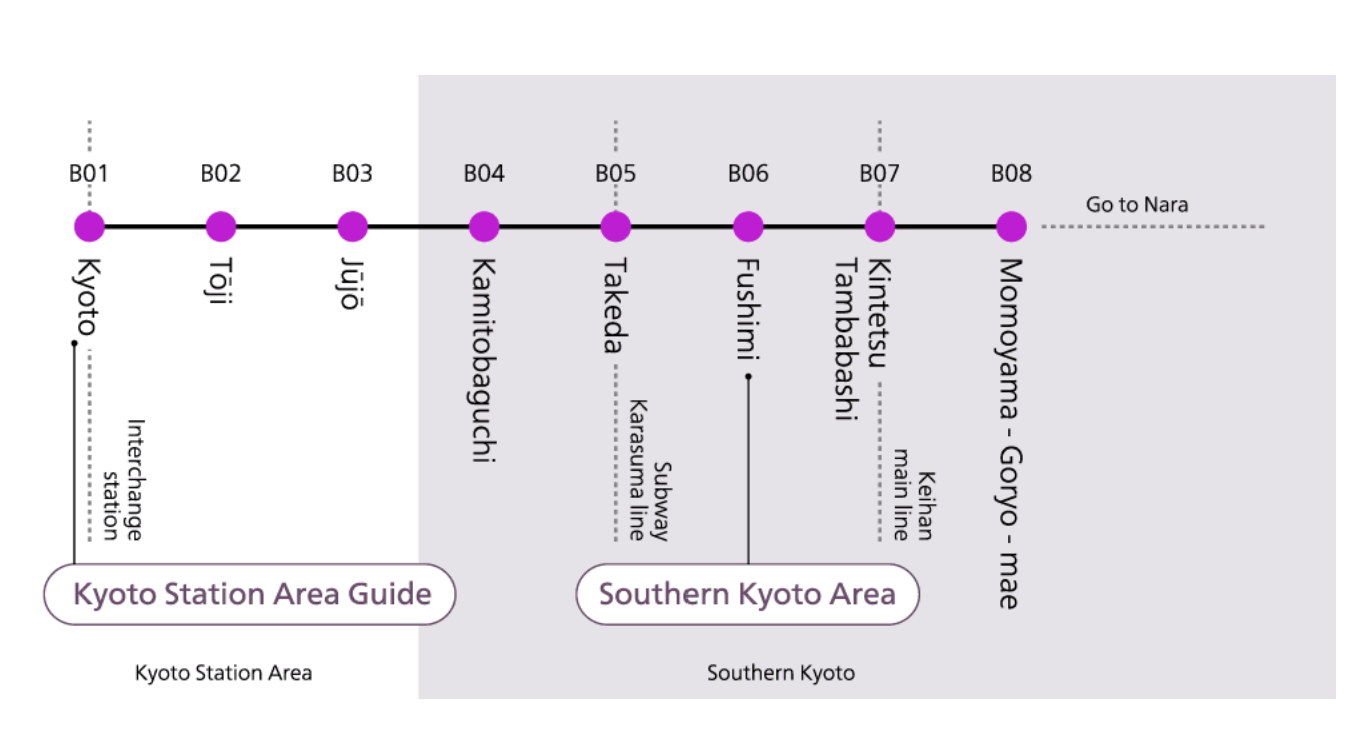 B01
B02
B03
B04
B05
B06
B07
B08
Go to Nara
Kyoto
Tōji
Jūjō
Kamitobaguchi
Takeda
Fushimi
Kintetsu
Tambabashi
Momoyama - Goryo - mae
Interchange
station
Subway
Karasuma line
Keihan
main line
Kyoto Station Area Guide
Southern Kyoto Area
Kyoto Station Area
Southern Kyoto